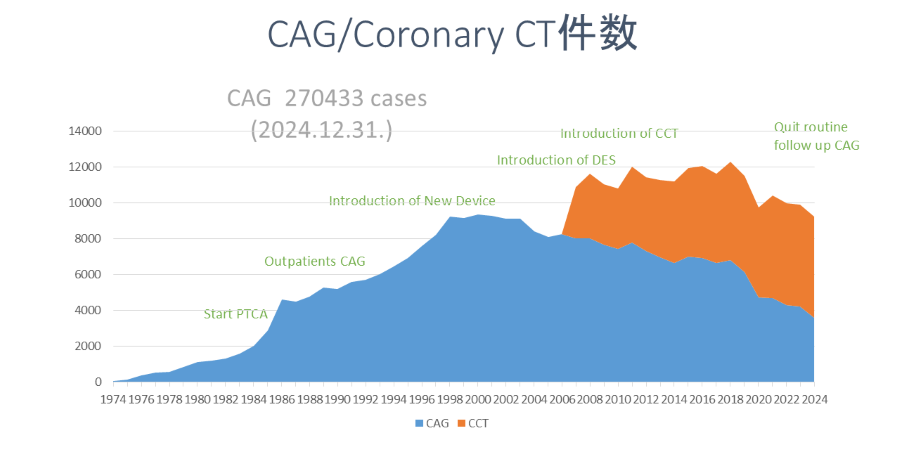 CAG/Coronary CT件数
CAG 270433 cases
(2024.12.31.)
14000
12000
10000
8000
6000
4000
2000
0
Start PTCA
Outpatients CAG
Introduction of New Device
Introduction of DES
Introduction of CCT
Quit routine
follow up CAG
1974 1976 1978 1980 1982 1984 1986 1988 1990 1992 1994 1996 1998 2000 2002 2004 2006 2008 2010 2012 2014 2016 2018 2020 2022 2024
CAG CCT